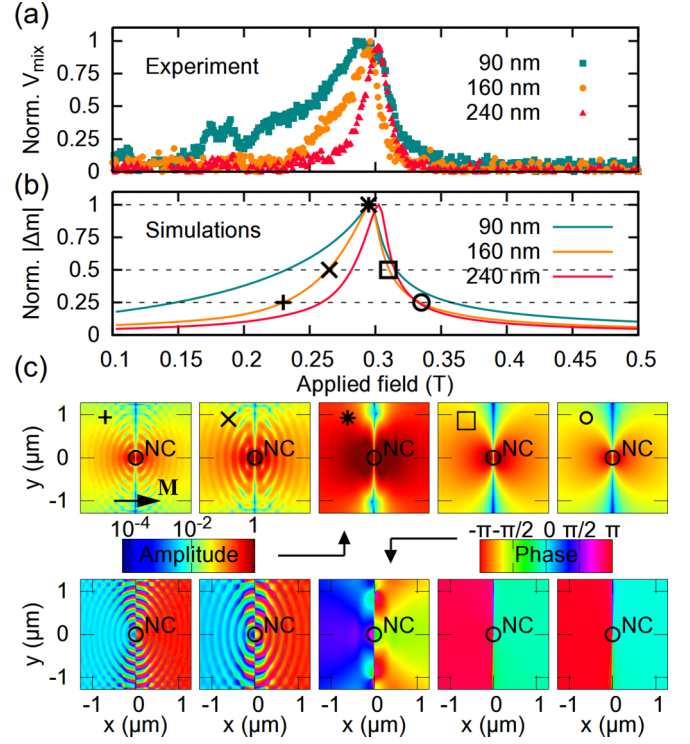 (a)
Norm. Vmix
1
0.75
0.5
0.25
0
Experiment
90 nm
160 nm
240 nm
(b)
Norm. |Δm|
1
0.5
0.25
0
Simulations
90 nm
160 nm
240 nm
0.1 0.15 0.2 0.25 0.3 0.35 0.4 0.45 0.5
Applied field (T)
(c)
y (μm)
1
0
-1
NC NC NC NC NC
M
10-4 10-2 1
Amplitude
-π -π/2 0 π/2 π
Phase
y (μm)
1
0
-1
NC NC NC NC NC
-1 0 1 -1 0 1 -1 0 1 -1 0 1 -1 0 1
x (μm) x (μm) x (μm) x (μm) x (μm)